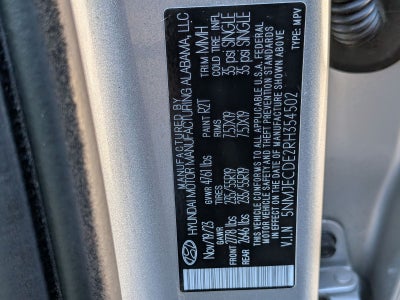 MANUFACTURED BY
HYUNDAI MOTOR MANUFACTURING ALABAMA, LLC
Nov/19/23 GVWR 4761 lbs PAINT R2T TRIM MMH
GAWR TIRES RIMS COLD TIRE INFL
FRONT 2778 lbs 235/55R19 7.5JX19 35 psi SINGLE
REAR 2646 lbs 235/55R19 7.5JX19 35 psi SINGLE
THIS VEHICLE CONFORMS TO ALL APPLICABLE U.S.A. FEDERAL
MOTOR VEHICLE SAFETY AND THEFT PREVENTION STANDARDS
IN EFFECT ON THE DATE OF MANUFACTURE SHOWN ABOVE.
V.I.N 5NMJECDE2RH354502 TYPE: MPV